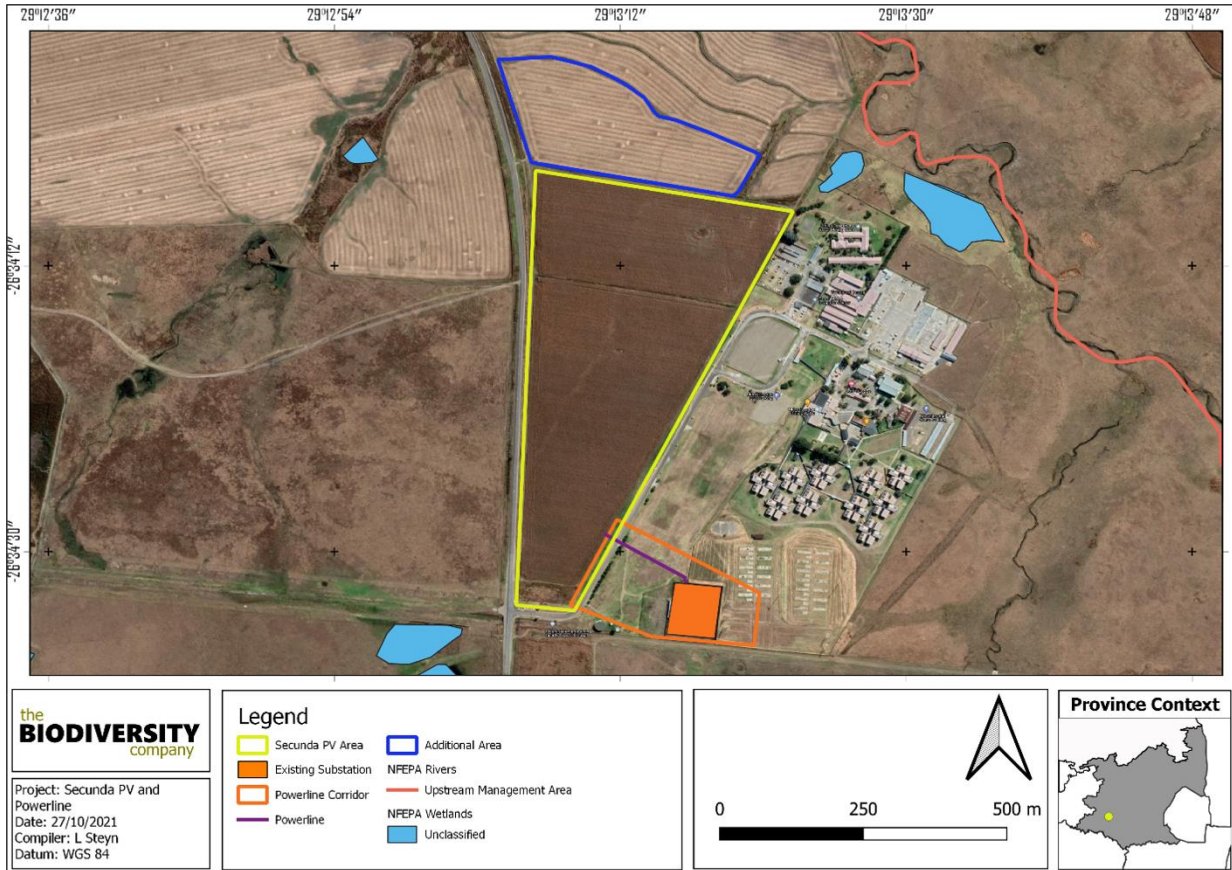 29°12′36″
29°12′54″
29°13′12″
29°13′30″
29°13′48″
-26°34′12″
-26°34′30″
the
BIODIVERSITY
company
Project: Secunda PV and
Powerline
Date: 27/10/2021
Compiler: L Steyn
Datum: WGS 84
Legend
Secunda PV Area
Existing Substation
Powerline Corridor
Powerline
Additional Area
NFEPA Rivers
Upstream Management Area
NFEPA Wetlands
Unclassified
0
250
500 m
Province Context